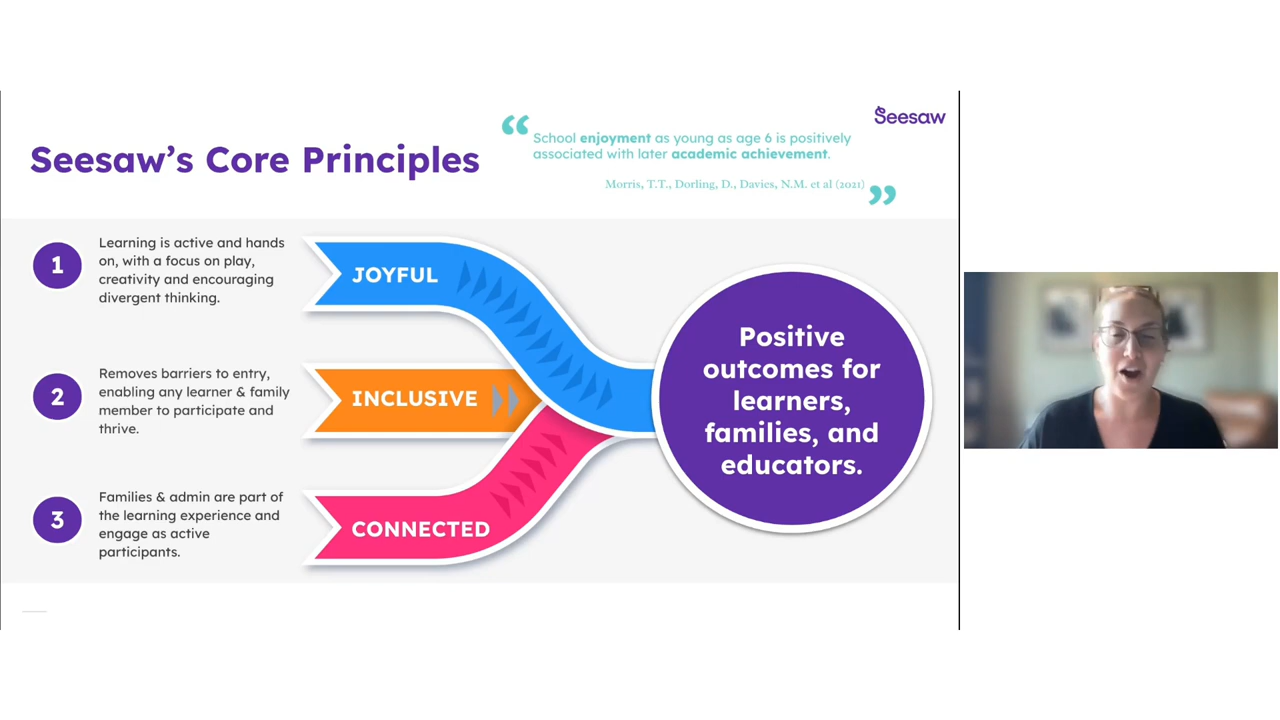 Seesaw
Seesaw's Core Principles
“
School enjoyment as young as age 6 is positively
associated with later academic achievement.
Morris, T.T., Dorling, D., Davies, N.M. et al (2021)
”
1
Learning is active and hands
on, with a focus on play,
creativity and encouraging
divergent thinking.
JOYFUL
2
Removes barriers to entry,
enabling any learner & family
member to participate and
thrive.
INCLUSIVE
3
Families & admin are part of
the learning experience and
engage as active
participants.
CONNECTED
Positive
outcomes for
learners,
families, and
educators.